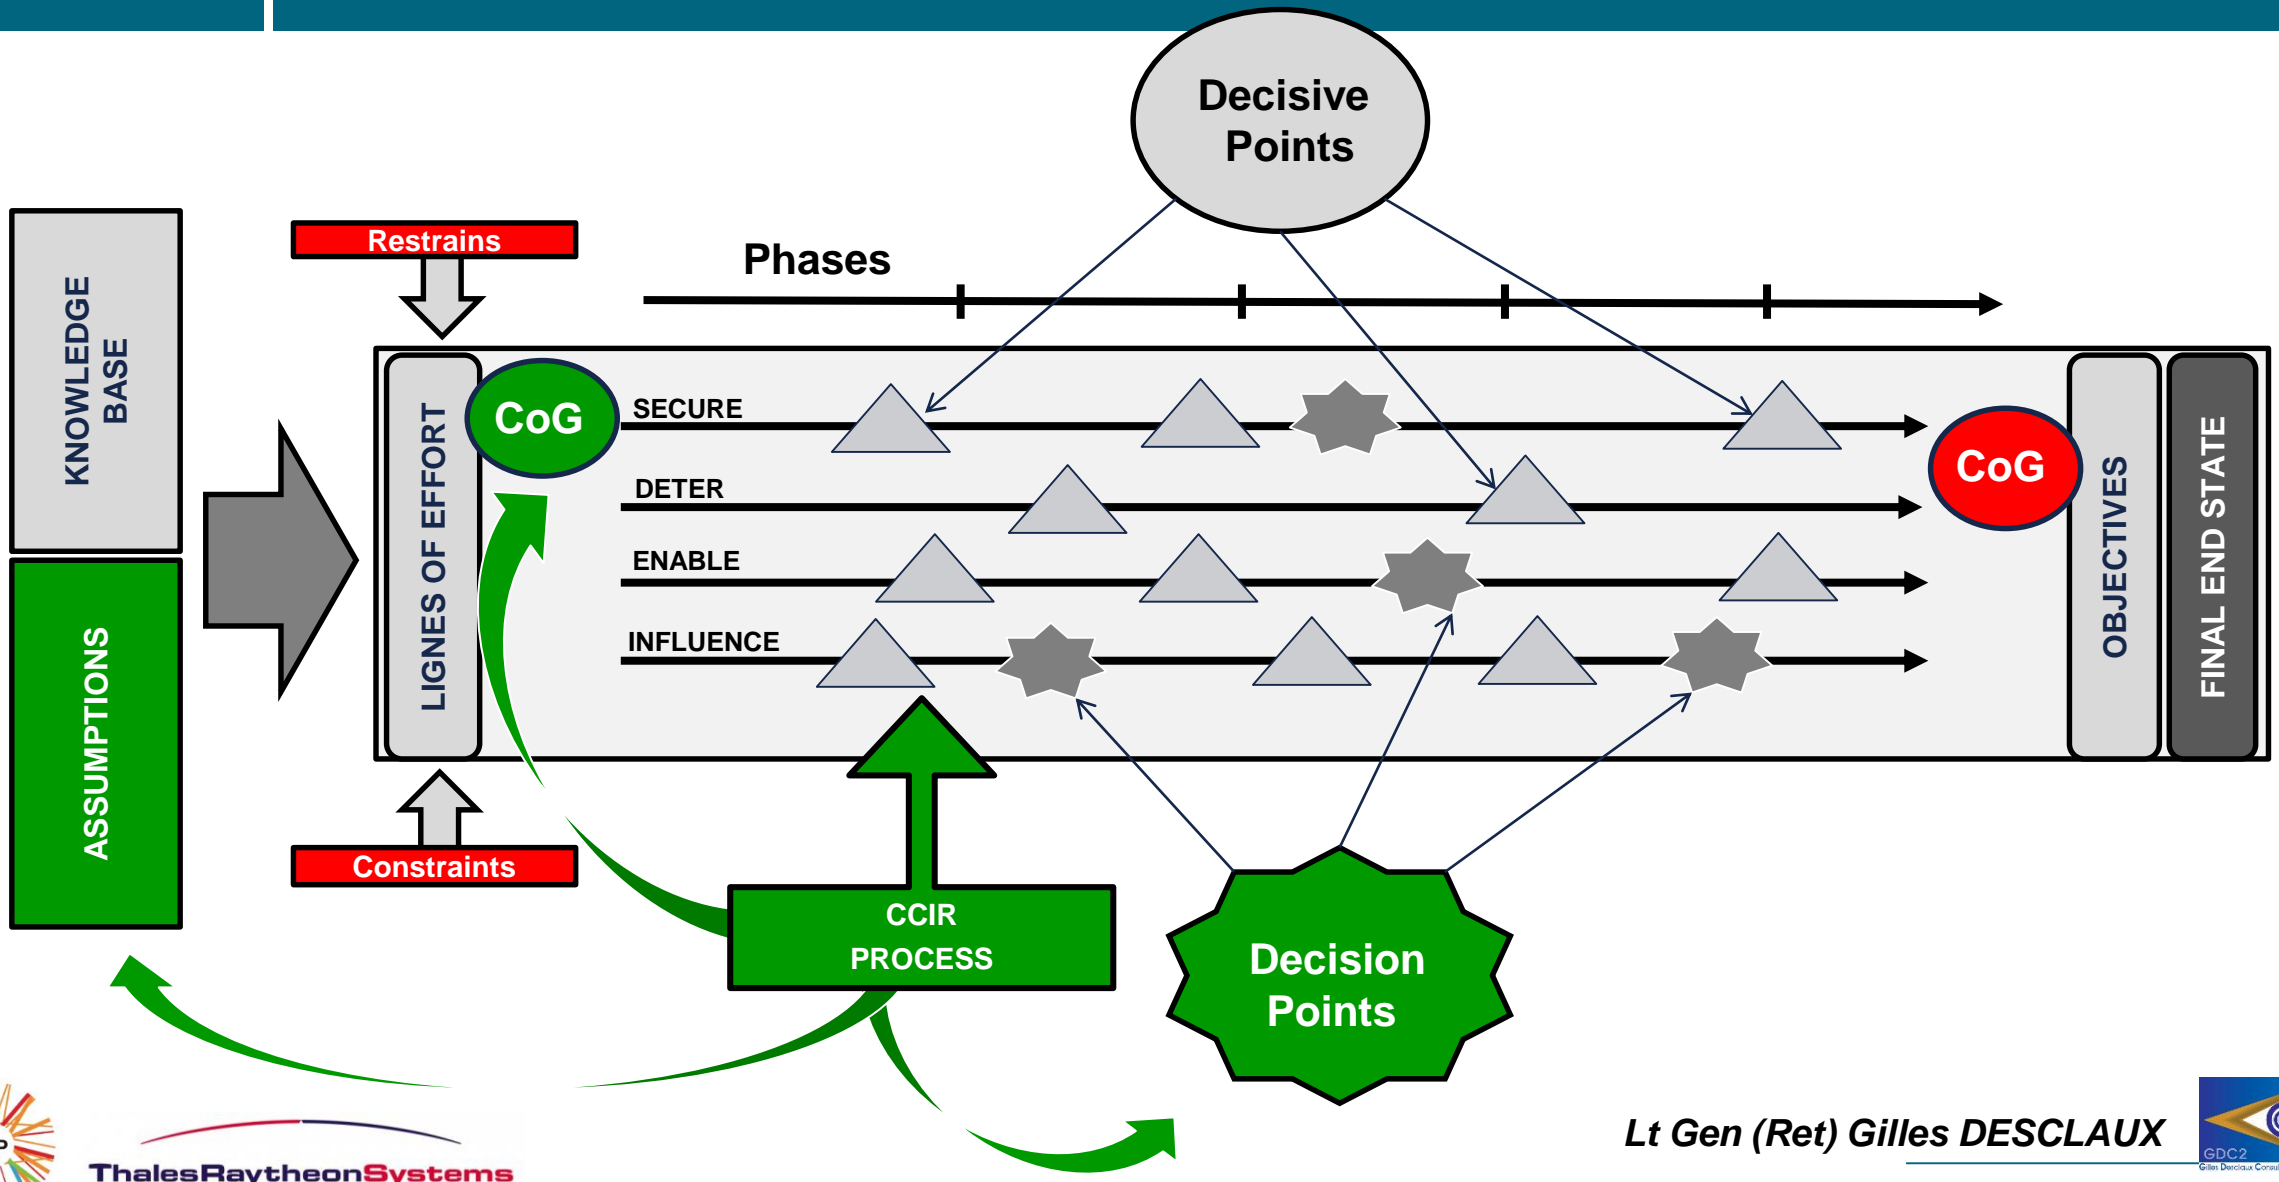 Decisive
Points
KNOWLEDGE
BASE
Restrains
Phases
LIGNES OF EFFORT
CoG
SECURE
DETER
ENABLE
INFLUENCE
CoG
OBJECTIVES
FINAL END STATE
ASSUMPTIONS
Constraints
CCIR
PROCESS
Decision
Points
Lt Gen (Ret) Gilles DESCLAUX
ThalesRaytheonSystems
GDC2